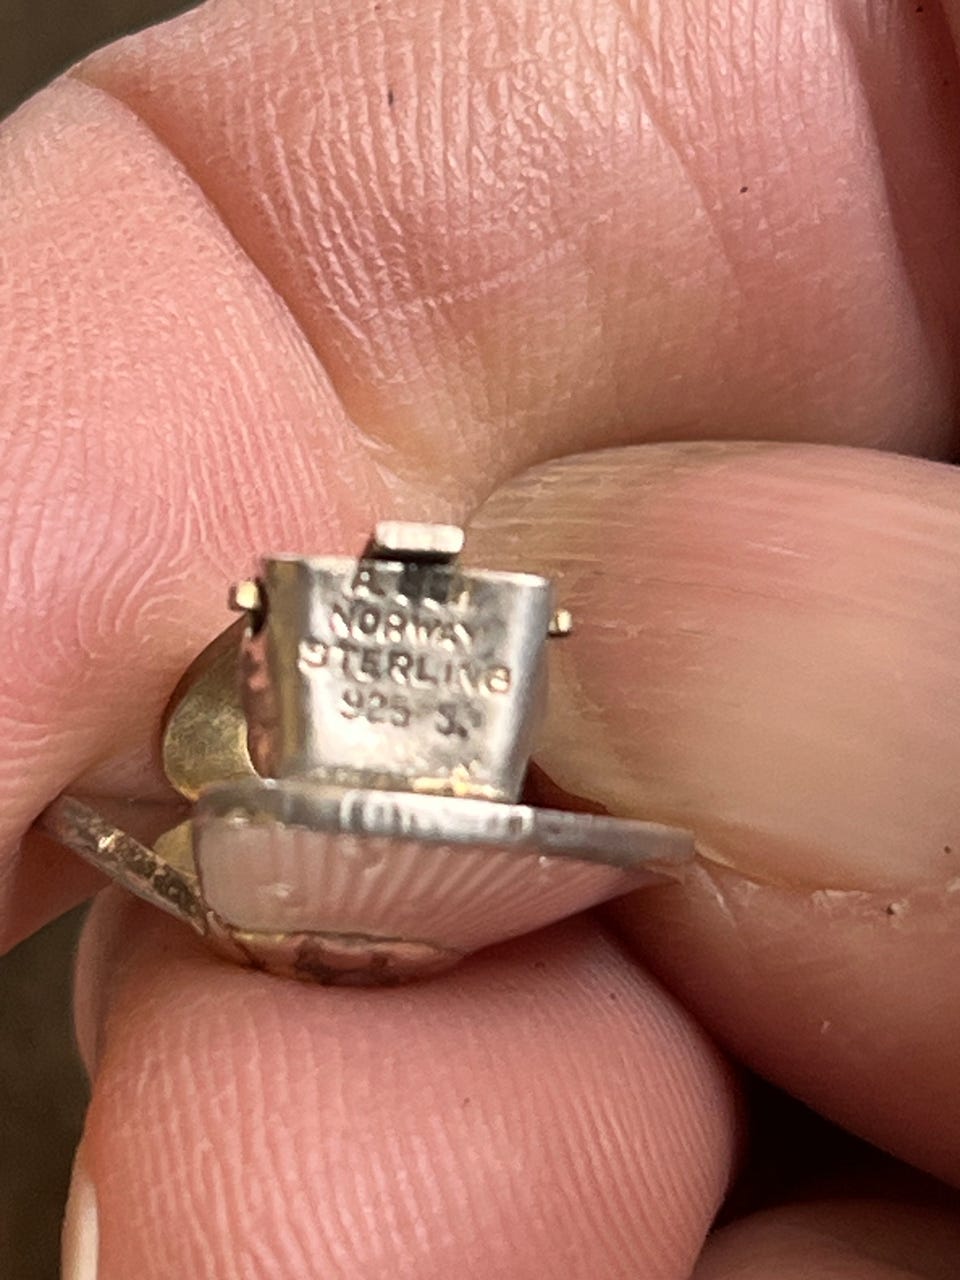 NORWAY
STERLING
925 S.